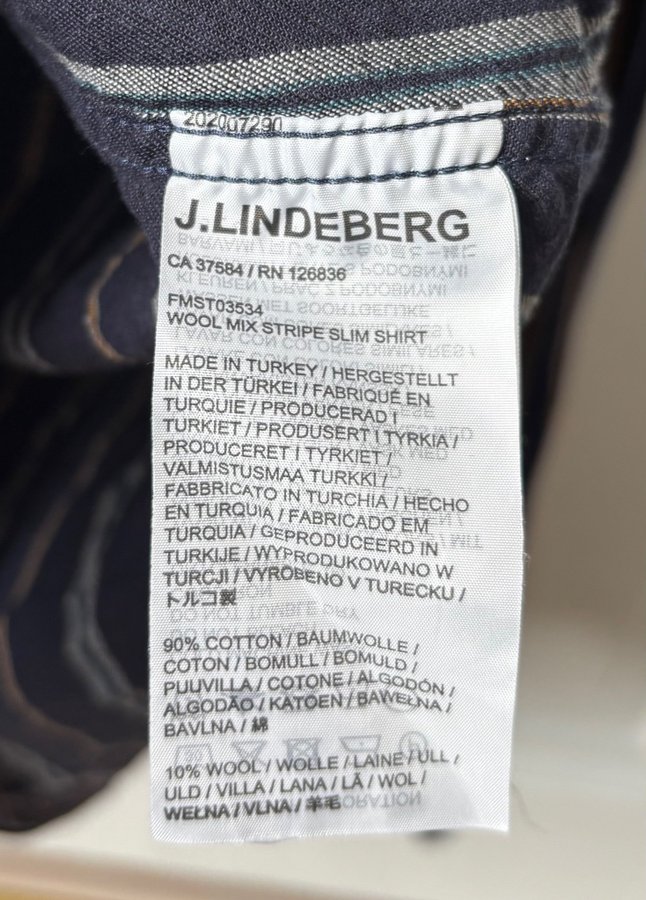 202007290
J.LINDEBERG
CA 37584 / RN 126836
FMST03534
WOOL MIX STRIPE SLIM SHIRT
MADE IN TURKEY / HERGESTELLT
IN DER TÜRKEI / FABRIQUÉ EN
TURQUIE / PRODUCERAD I
TURKIET / PRODUSERT I TYRKIA /
PRODUCERET I TYRKIET /
VALMISTUSMAA TURKKI /
FABBRICATO IN TURCHIA / HECHO
EN TURQUIA / FABRICADO EM
TURQUIA / GEPRODUCEERD IN
TURKIJE / WYPRODUKOWANO W
TURCJI / VYROBENO V TURECKU /
トルコ製
90% COTTON / BAUMWOLLE /
COTON / BOMULL / BOMULD /
PUUVILLA / COTONE / ALGODÓN /
ALGODÃO / KATOEN / BAWEŁNA /
BAVLNA / 綿
10% WOOL / WOLLE / LAINE / ULL /
ULD / VILLA / LANA / LÃ / WOL /
WEŁNA / VLNA / 羊毛